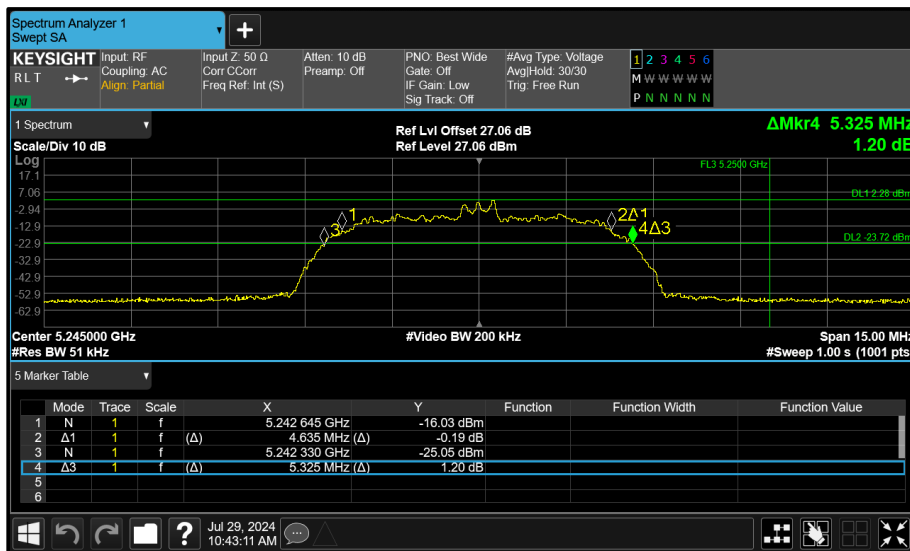 Spectrum Analyzer 1
Swept SA
+
KEYSIGHT
R L T
LXI
Input: RF
Coupling: AC
Align: Partial
Input Z: 50 Ω
Corr CCorr
Freq Ref: Int (S)
Atten: 10 dB
Preamp: Off
PNO: Best Wide
Gate: Off
IF Gain: Low
Sig Track: Off
#Avg Type: Voltage
Avg|Hold: 30/30
Trig: Free Run
1 2 3 4 5 6
M W W W W W
P N N N N N
1 Spectrum
Scale/Div 10 dB
Ref Lvl Offset 27.06 dB
Ref Level 27.06 dBm
ΔMkr4 5.325 MHz
1.20 dB
Log
17.1
7.06
-2.94
-12.9
-22.9
-32.9
-42.9
-52.9
-62.9
FL3 5.2500 GHz
DL1 2.28 dBm
DL2 -23.72 dBm
1
3
2Δ1
4Δ3
Center 5.245000 GHz
#Video BW 200 kHz
Span 15.00 MHz
#Res BW 51 kHz
#Sweep 1.00 s (1001 pts
5 Marker Table
Mode Trace Scale X Y Function Function Width Function Value
1 N 1 f 5.242 645 GHz -16.03 dBm
2 Δ1 1 f (Δ) 4.635 MHz (Δ) -0.19 dB
3 N 1 f 5.242 330 GHz -25.05 dBm
4 Δ3 1 f (Δ) 5.325 MHz (Δ) 1.20 dB
5
6
?
Jul 29, 2024
10:43:11 AM